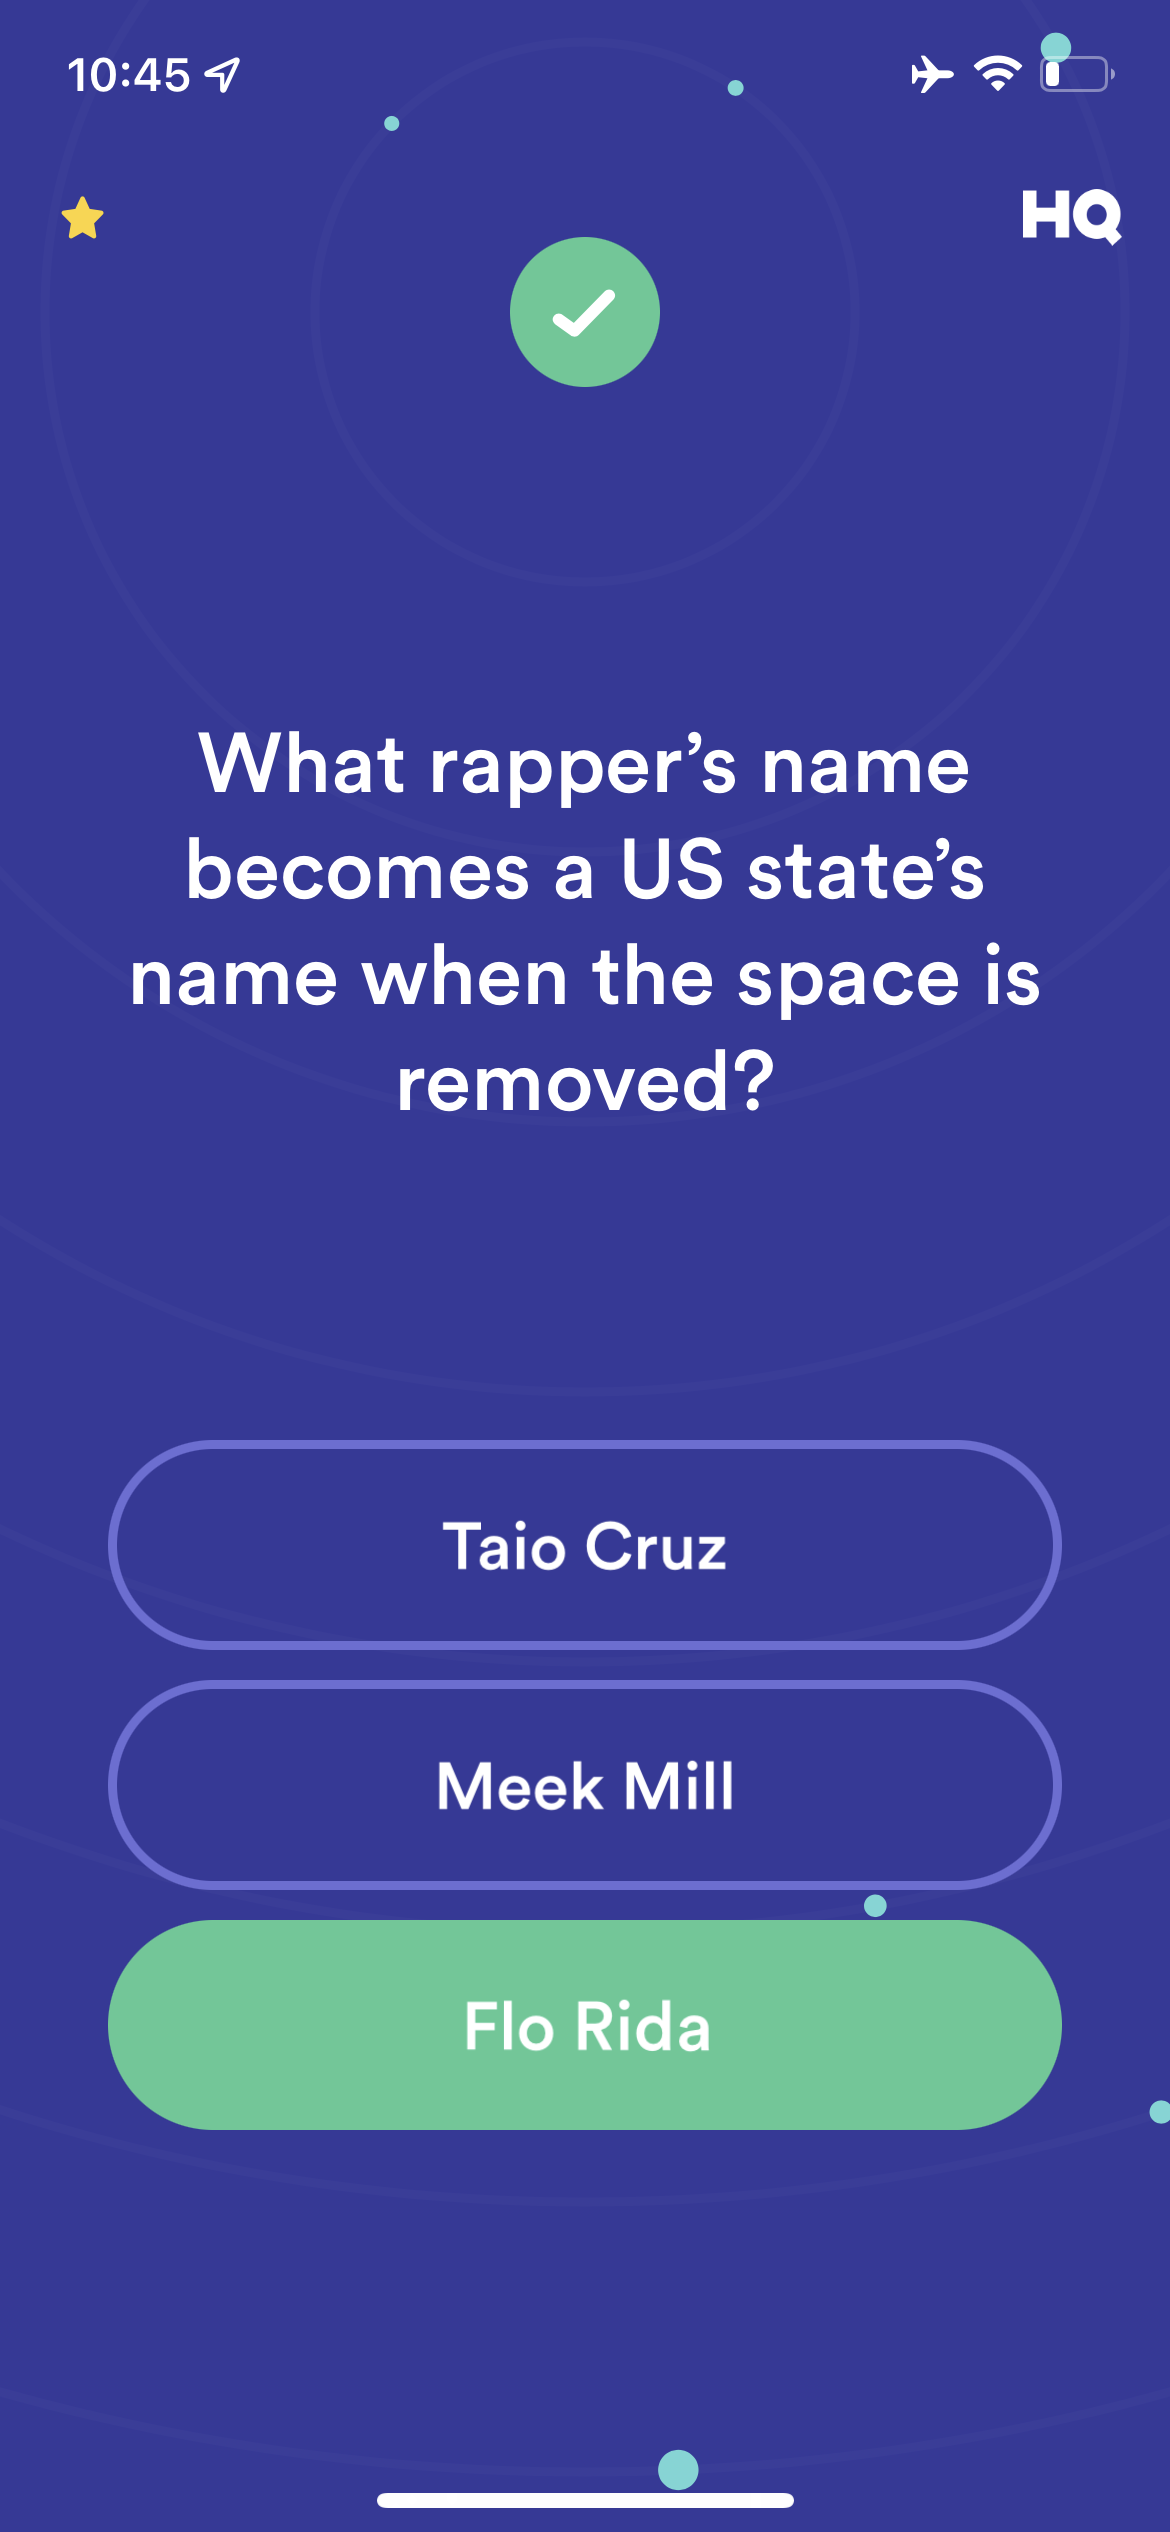 10:45
HQ
What rapper’s name
becomes a US state’s
name when the space is
removed?
Taio Cruz
Meek Mill
Flo Rida